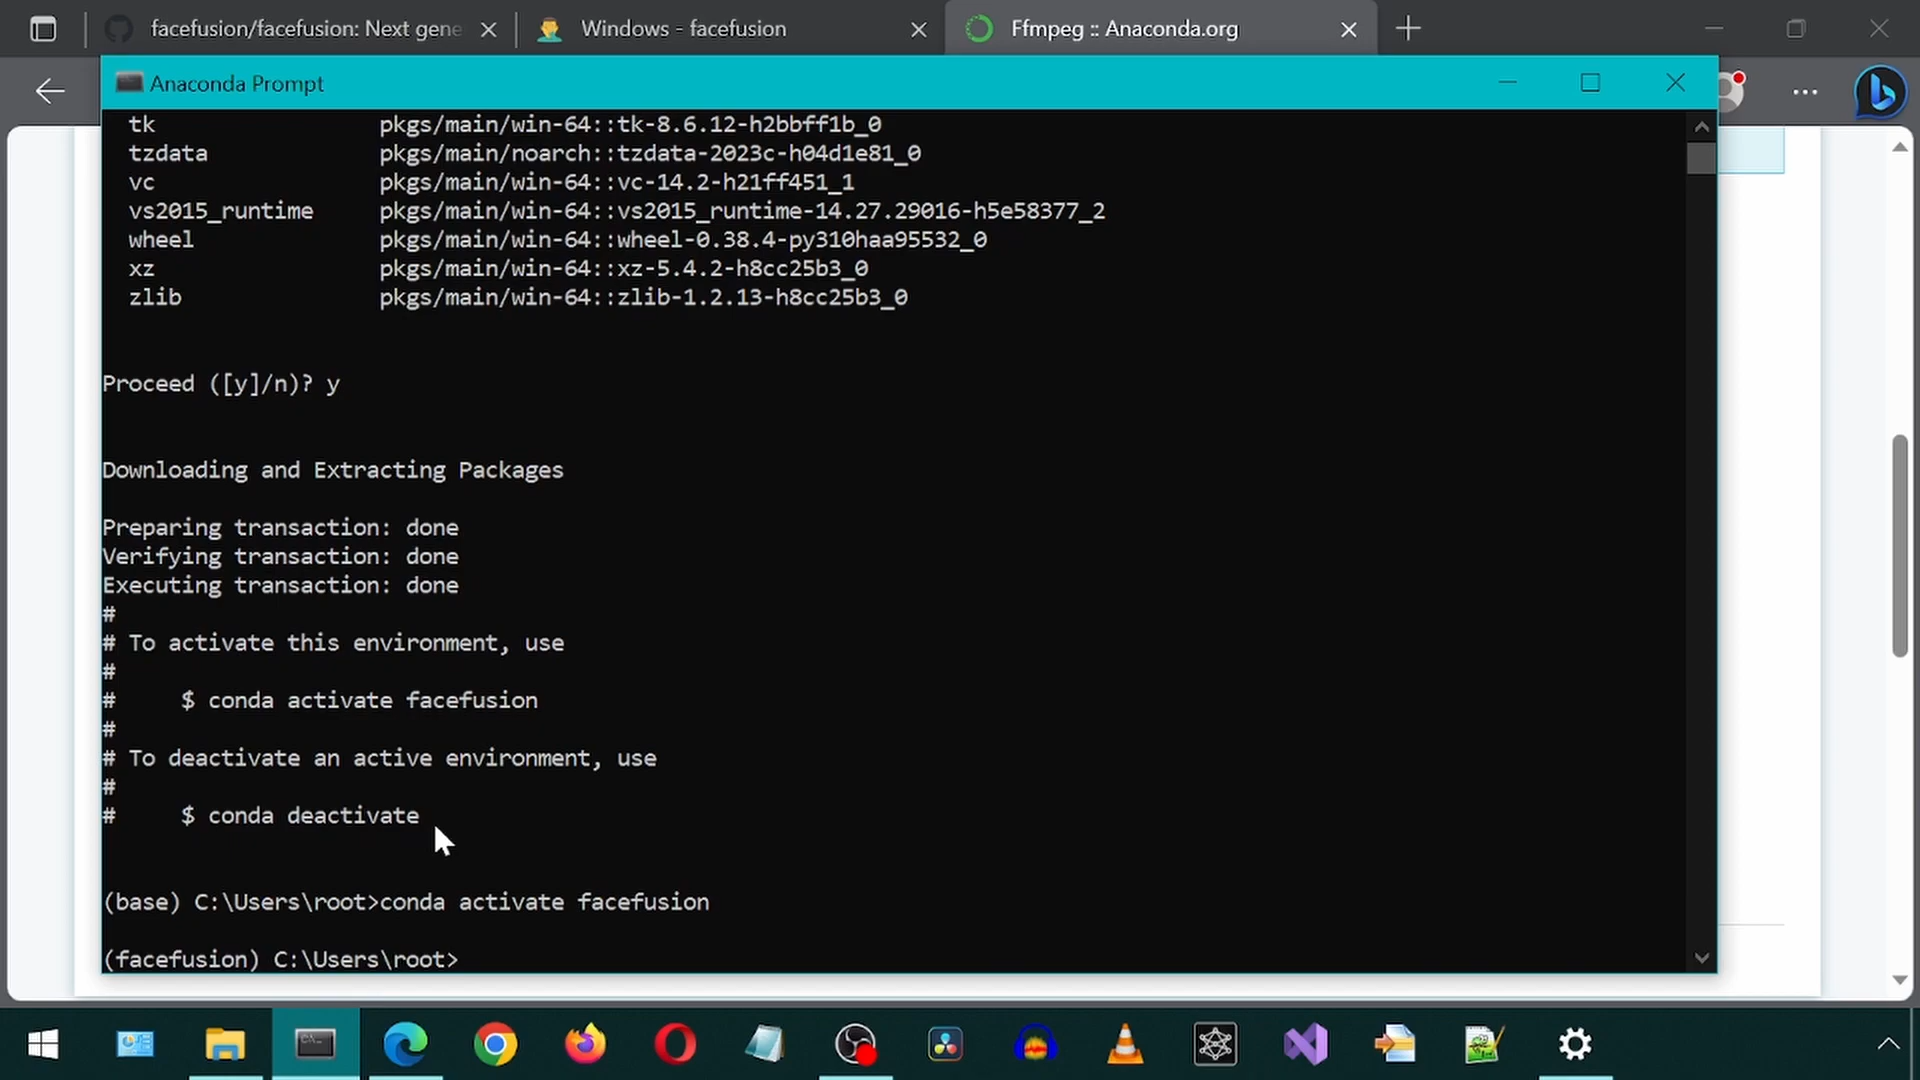 facefusion/facefusion: Next gene
Windows - facefusion
Ffmpeg :: Anaconda.org
Anaconda Prompt
tk pkgs/main/win-64::tk-8.6.12-h2bbff1b_0
tzdata pkgs/main/noarch::tzdata-2023c-h04d1e81_0
vc pkgs/main/win-64::vc-14.2-h21ff451_1
vs2015_runtime pkgs/main/win-64::vs2015_runtime-14.27.29016-h5e58377_2
wheel pkgs/main/win-64::wheel-0.38.4-py310haa95532_0
xz pkgs/main/win-64::xz-5.4.2-h8cc25b3_0
zlib pkgs/main/win-64::zlib-1.2.13-h8cc25b3_0
Proceed ([y]/n)? y
Downloading and Extracting Packages
Preparing transaction: done
Verifying transaction: done
Executing transaction: done
#
# To activate this environment, use
#
# $ conda activate facefusion
#
# To deactivate an active environment, use
#
# $ conda deactivate
(base) C:\Users\root>conda activate facefusion
(facefusion) C:\Users\root>